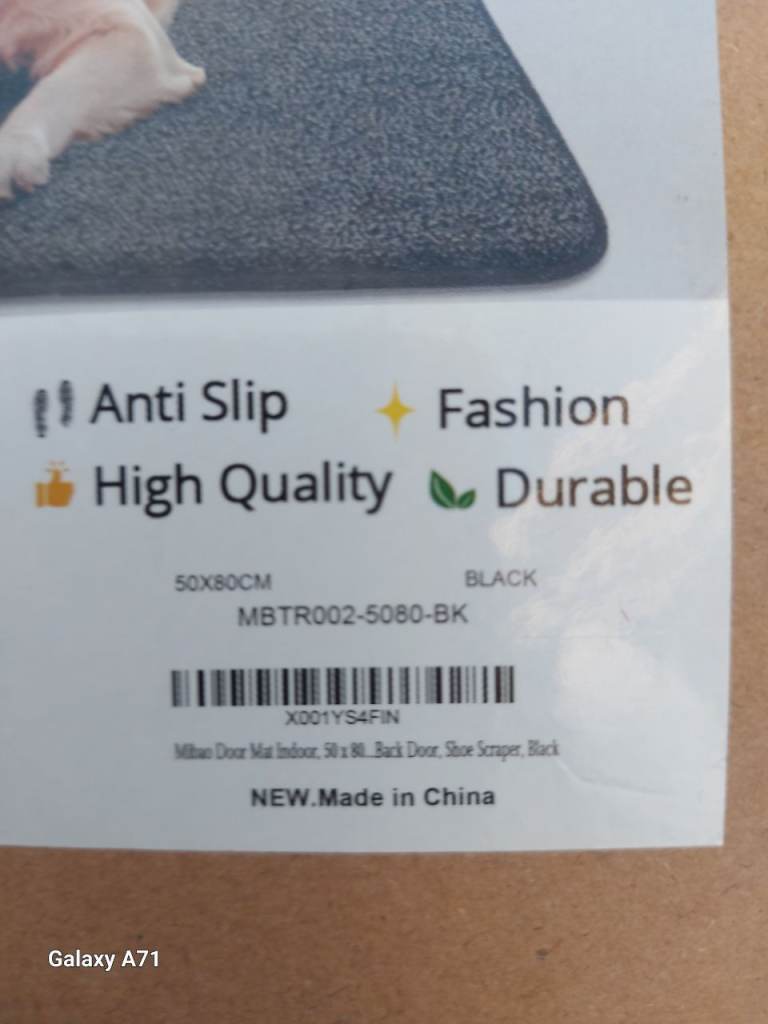 Anti Slip Fashion
High Quality Durable
50X80CM BLACK
MBTR002-5080-BK
X001YS4FIN
Mibao Door Mat Indoor, 50 x 80...Back Door, Shoe Scraper, Black
NEW.Made in China
Galaxy A71